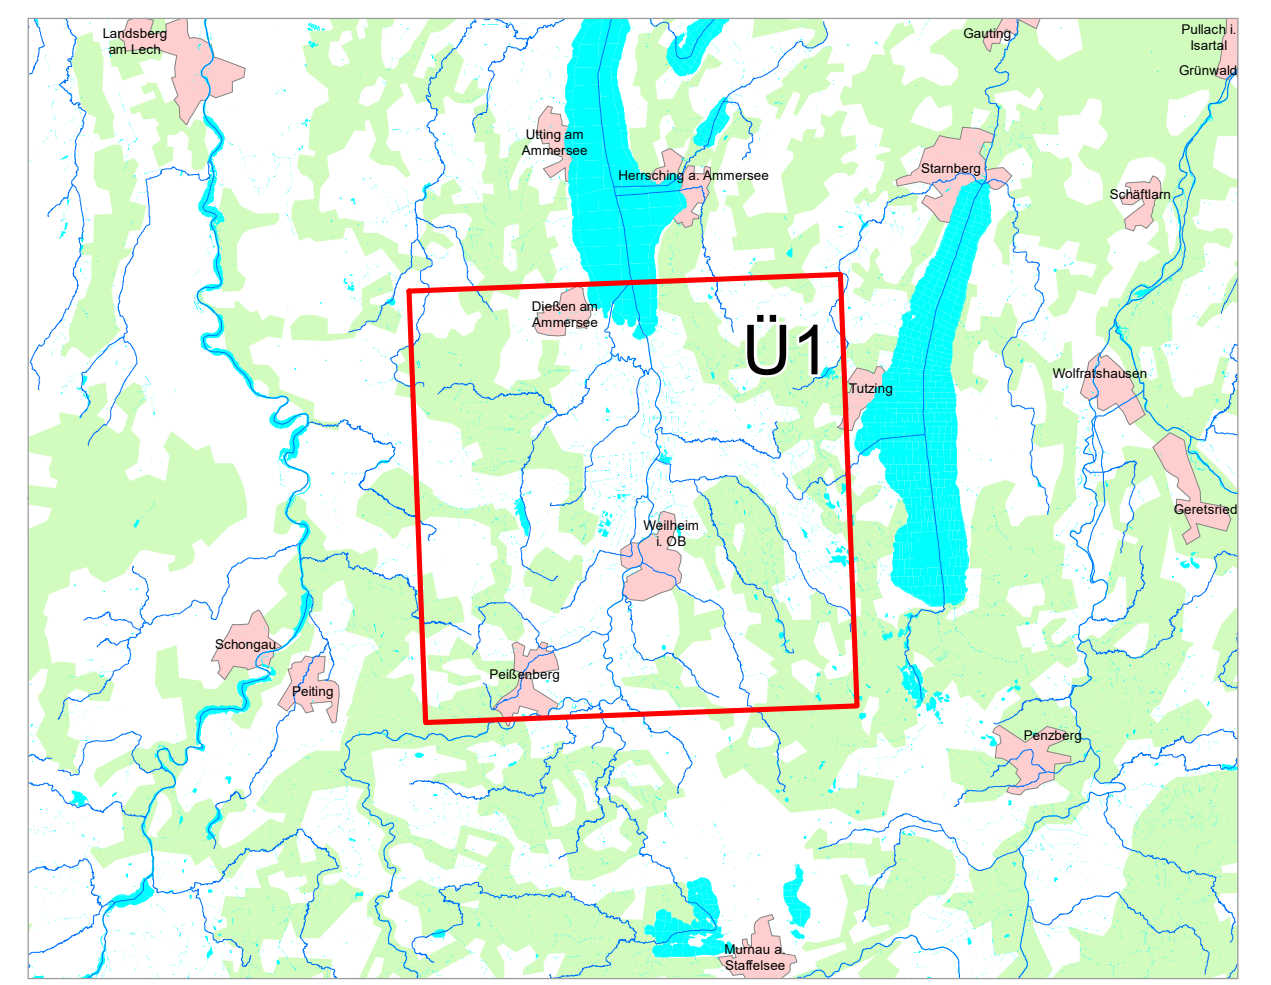 Landsberg
am Lech
Gauting
Pullach i.
Isartal
Grünwald
Utting am
Ammersee
Herrsching a. Ammersee
Starnberg
Schäftlarn
Dießen am
Ammersee
Ü1
Tutzing
Wolfratshausen
Geretsried
Weilheim
i. OB
Schongau
Peißenberg
Peiting
Penzberg
Murnau a.
Staffelsee